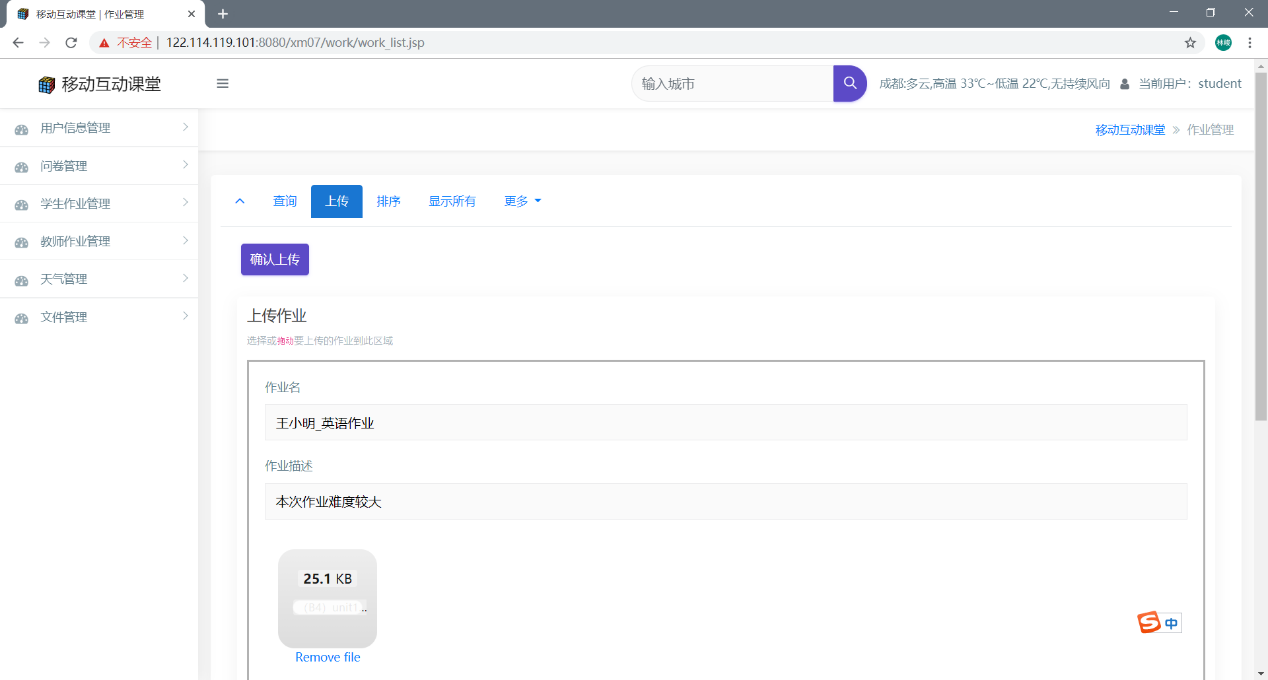 移动互动课堂 | 作业管理
不安全 | 122.114.119.101:8080/xm07/work/work_list.jsp
林峻
移动互动课堂
输入城市
成都:多云,高温 33℃~低温 22℃,无持续风向
当前用户：student
用户信息管理
问卷管理
学生作业管理
教师作业管理
天气管理
文件管理
移动互动课堂 » 作业管理
查询
上传
排序
显示所有
更多
确认上传
上传作业
选择或拖动要上传的作业到此区域
作业名
王小明_英语作业
作业描述
本次作业难度较大
25.1 KB
(84) unit1..
Remove file
S 中